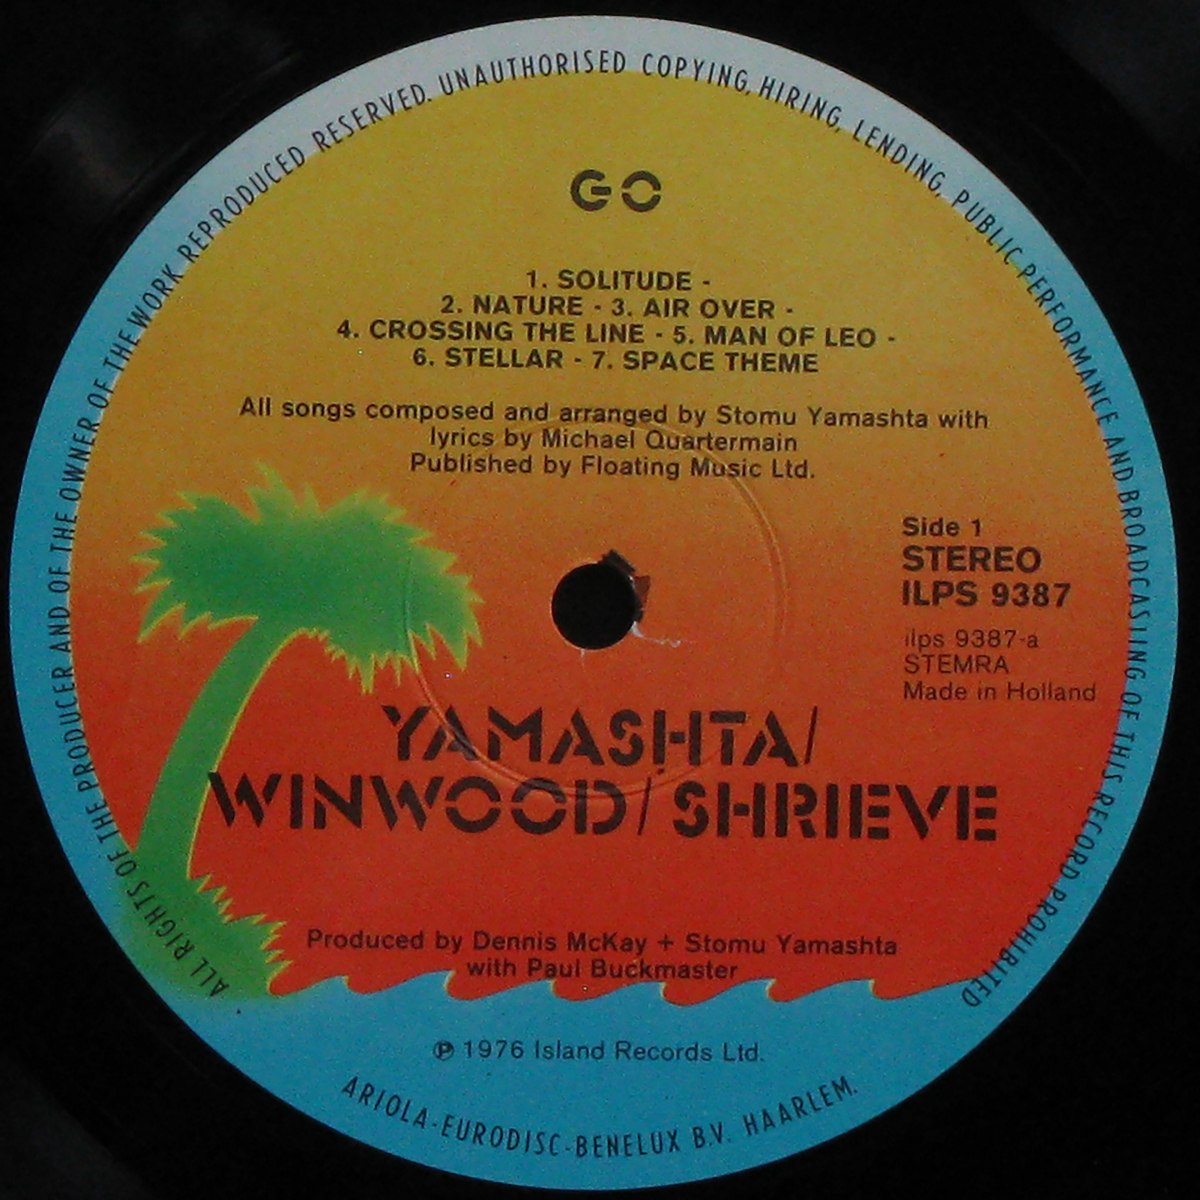 ALL RIGHTS OF THE PRODUCER AND OF THE OWNER OF THE WORK REPRODUCED RESERVED. UNAUTHORISED COPYING, HIRING, LENDING, PUBLIC PERFORMANCE AND BROADCASTING OF THIS RECORD PROHIBITED
GO
1. SOLITUDE -
2. NATURE - 3. AIR OVER -
4. CROSSING THE LINE - 5. MAN OF LEO -
6. STELLAR - 7. SPACE THEME
All songs composed and arranged by Stomu Yamashta with
lyrics by Michael Quartermain
Published by Floating Music Ltd.
Side 1
STEREO
ILPS 9387
ilps 9387-a
STEMRA
Made in Holland
YAMASHTA/
WINWOOD/SHRIEVE
Produced by Dennis McKay + Stomu Yamashta
with Paul Buckmaster
℗ 1976 Island Records Ltd.
ARIOLA-EURODISC-BENELUX B.V. HAARLEM.